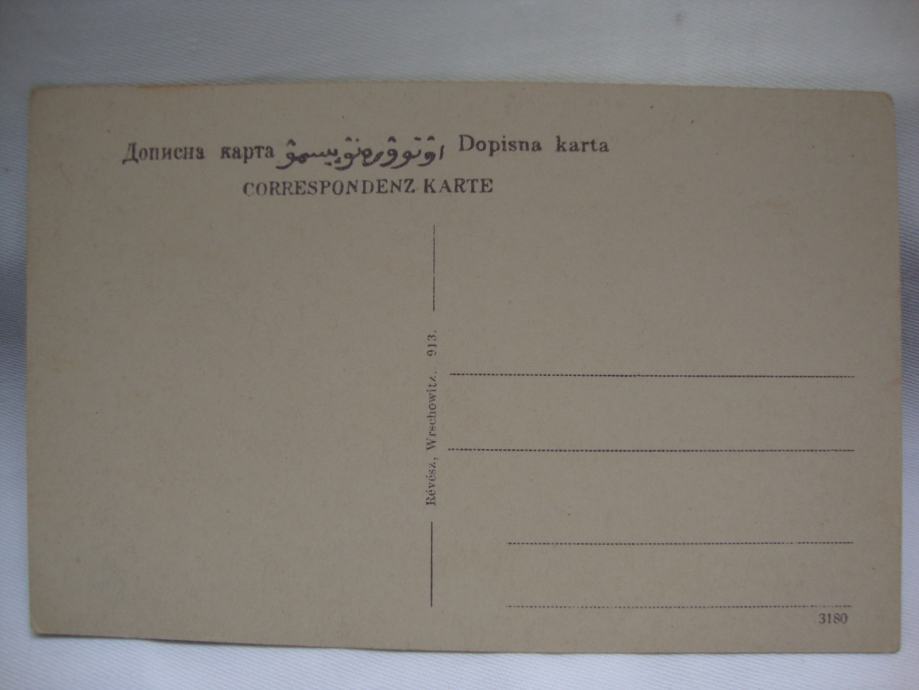 Дописна карта Dopisna karta
CORRESPONDENZ KARTE
Révész, Wrschowitz. 913.
3180